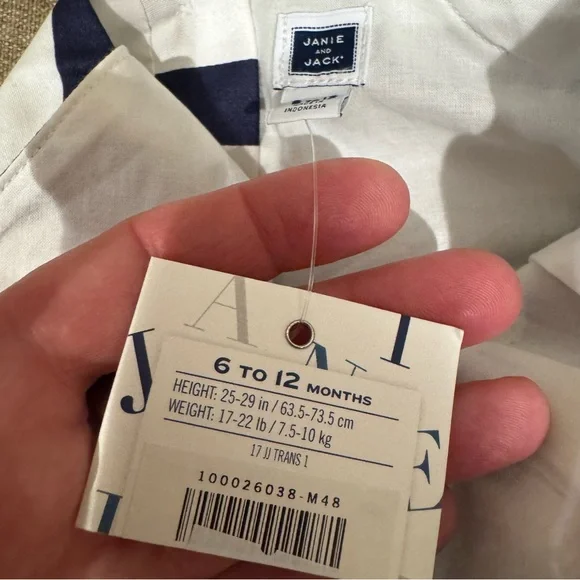 JANIE
AND
JACK
INDONESIA
6 TO 12 MONTHS
HEIGHT: 25-29 in / 63.5-73.5 cm
WEIGHT: 17-22 lb / 7.5-10 kg
17 JJ TRANS 1
100026038-M48